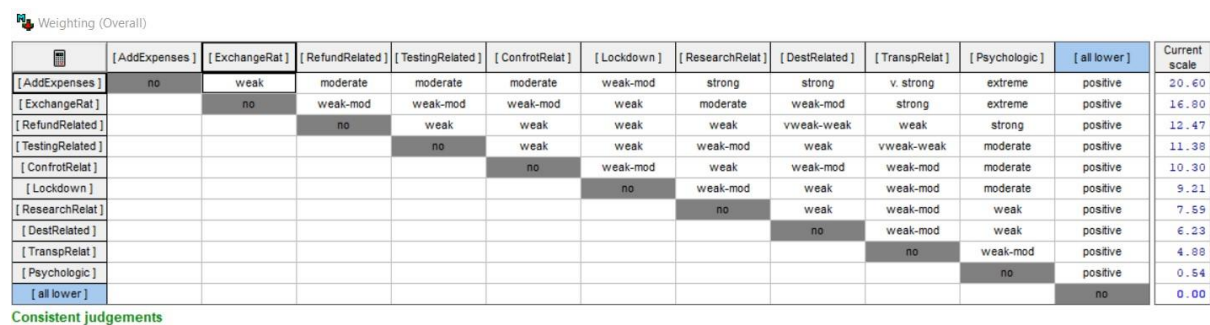 Weighting (Overall)
[ AddExpenses ] [ ExchangeRat ] [ RefundRelated ] [ TestingRelated ] [ ConfrotRelat ] [ Lockdown ] [ ResearchRelat ] [ DestRelated ] [ TranspRelat ] [ Psychologic ] [ all lower ] Current scale
[ AddExpenses ] no weak moderate moderate moderate weak-mod strong strong v. strong extreme positive 20.60
[ ExchangeRat ] no weak-mod weak-mod weak-mod weak moderate weak-mod strong extreme positive 16.80
[ RefundRelated ] no weak weak weak weak vweak-weak weak strong positive 12.47
[ TestingRelated ] no weak weak weak-mod weak vweak-weak moderate positive 11.38
[ ConfrotRelat ] no weak-mod weak weak-mod weak-mod moderate positive 10.30
[ Lockdown ] no weak-mod weak weak-mod moderate positive 9.21
[ ResearchRelat ] no weak weak-mod weak positive 7.59
[ DestRelated ] no weak-mod weak positive 6.23
[ TranspRelat ] no weak-mod positive 4.88
[ Psychologic ] no positive 0.54
[ all lower ] no 0.00
Consistent judgements